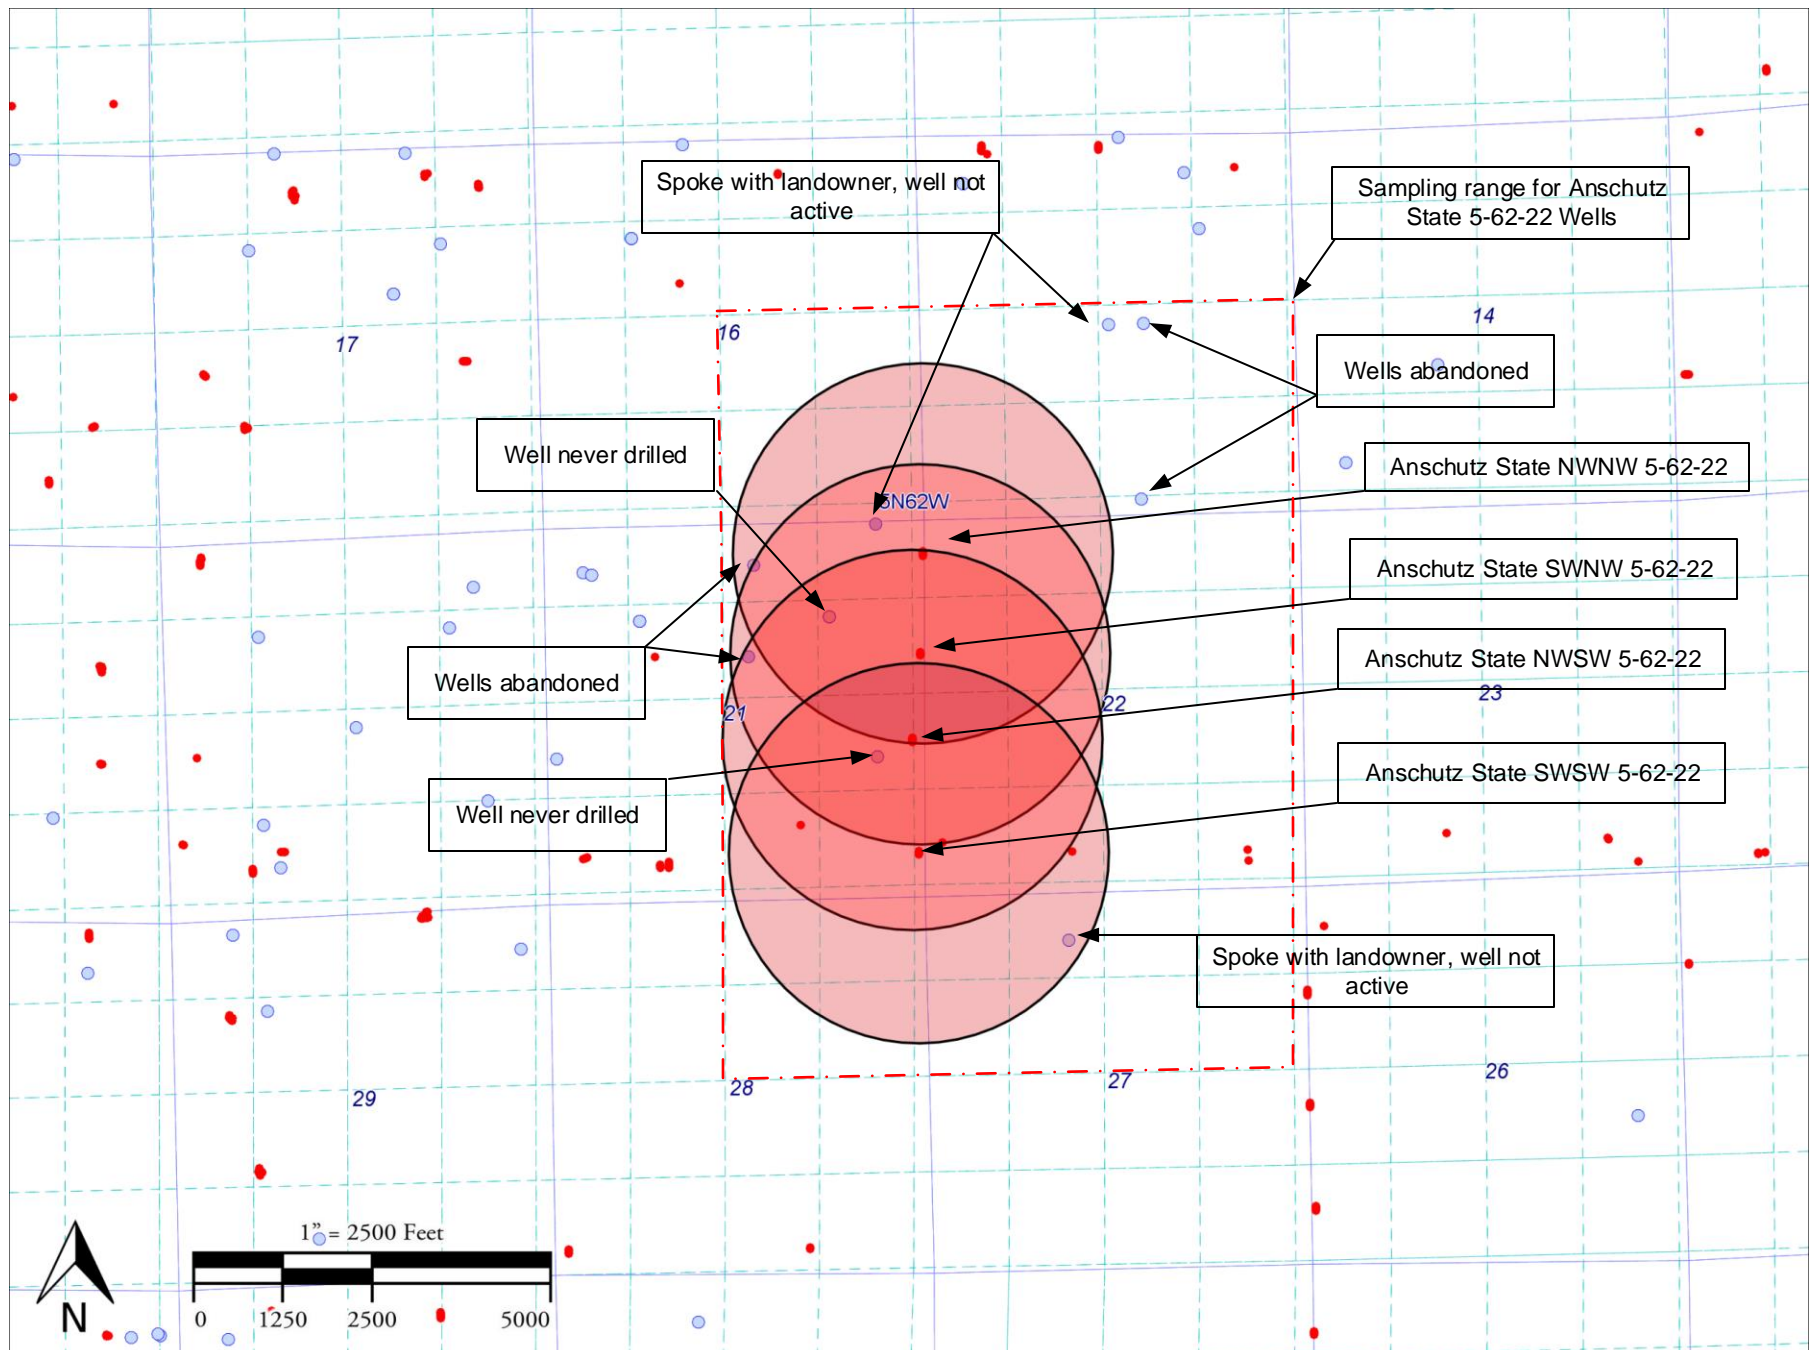 Spoke with landowner, well not
active
Sampling range for Anschutz
State 5-62-22 Wells
14
16
17
Wells abandoned
Well never drilled
Anschutz State NWNW 5-62-22
5N62W
Anschutz State SWNW 5-62-22
Anschutz State NWSW 5-62-22
Wells abandoned
23
22
21
Anschutz State SWSW 5-62-22
Well never drilled
Spoke with landowner, well not
active
26
27
28
29
1" = 2500 Feet
0 1250 2500 5000
N